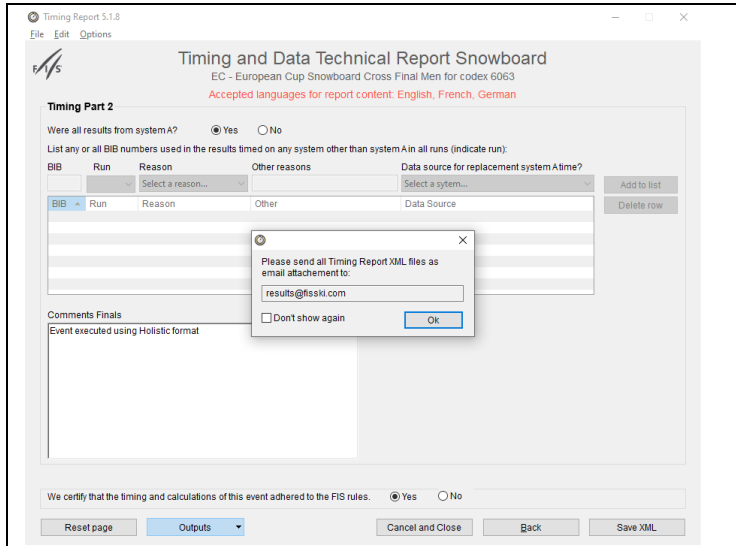 Timing Report 5.1.8
File Edit Options
F I S
Timing and Data Technical Report Snowboard
EC - European Cup Snowboard Cross Final Men for codex 6063
Accepted languages for report content: English, French, German
Timing Part 2
Were all results from system A? Yes No
List any or all BIB numbers used in the results timed on any system other than system A in all runs (indicate run):
BIB Run Reason Other reasons Data source for replacement system A time?
Select a reason... Select a sytem... Add to list
BIB Run Reason Other Data Source Delete row
Please send all Timing Report XML files as
email attachement to:
results@fisski.com
Don't show again Ok
Comments Finals
Event executed using Holistic format
We certify that the timing and calculations of this event adhered to the FIS rules. Yes No
Reset page Outputs Cancel and Close Back Save XML